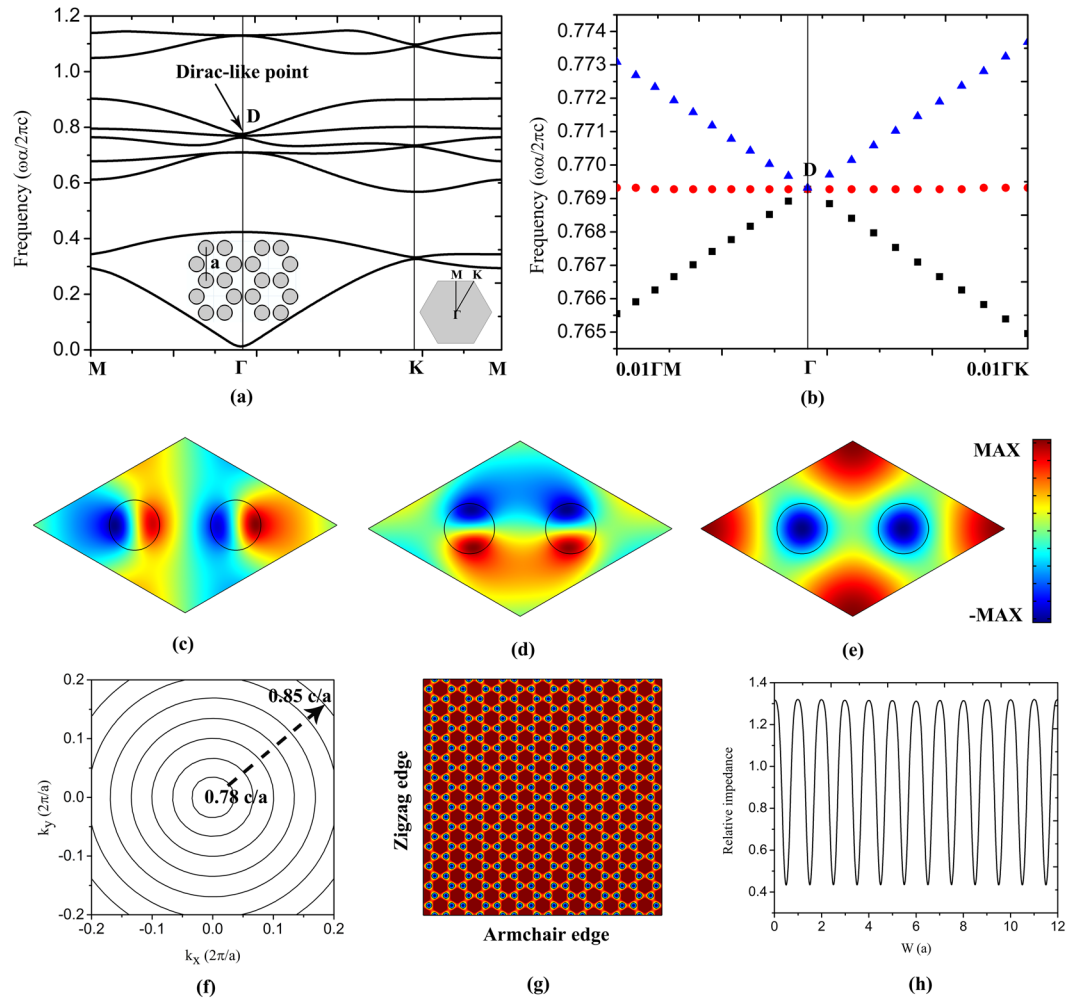 1.2
1.0
0.8
0.6
0.4
0.2
0.0
Frequency (ωα/2πc)
Dirac-like point
D
a
M K
Γ
M Γ K M
(a)
0.774
0.773
0.772
0.771
0.770
0.769
0.768
0.767
0.766
0.765
Frequency (ωα/2πc)
D
0.01ΓM Γ 0.01ΓK
(b)
MAX
-MAX
(c)
(d)
(e)
0.2
0.1
0.0
-0.1
-0.2
k_y (2π/a)
0.85 c/a
0.78 c/a
-0.2 -0.1 0.0 0.1 0.2
k_x (2π/a)
(f)
Zigzag edge
Armchair edge
(g)
1.4
1.2
1.0
0.8
0.6
0.4
Relative impedance
0 2 4 6 8 10 12
W (a)
(h)